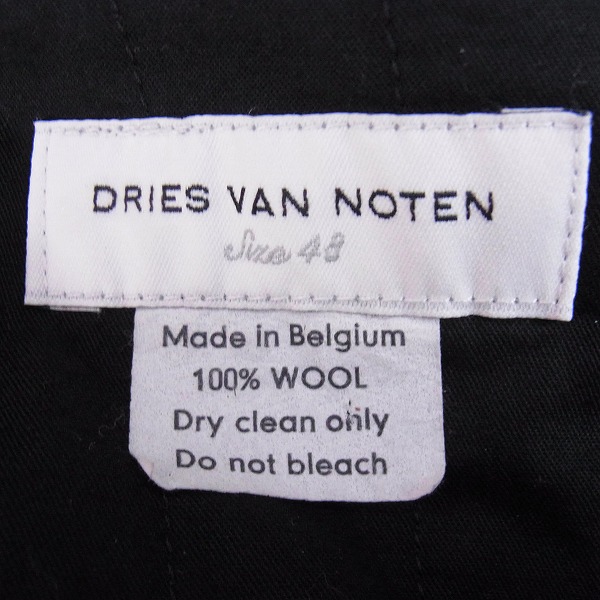 DRIES VAN NOTEN
Size 48
Made in Belgium
100% WOOL
Dry clean only
Do not bleach